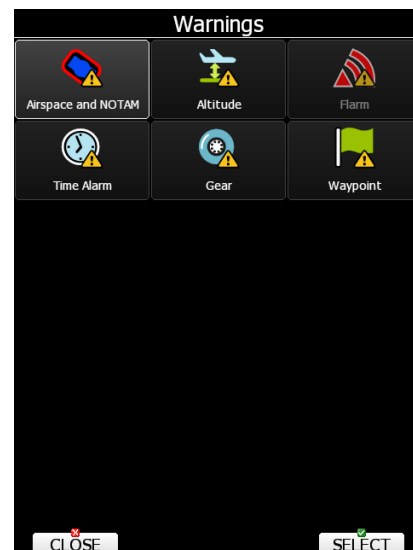 Warnings
Airspace and NOTAM
Altitude
Flarm
Time Alarm
Gear
Waypoint
CLOSE
SELECT